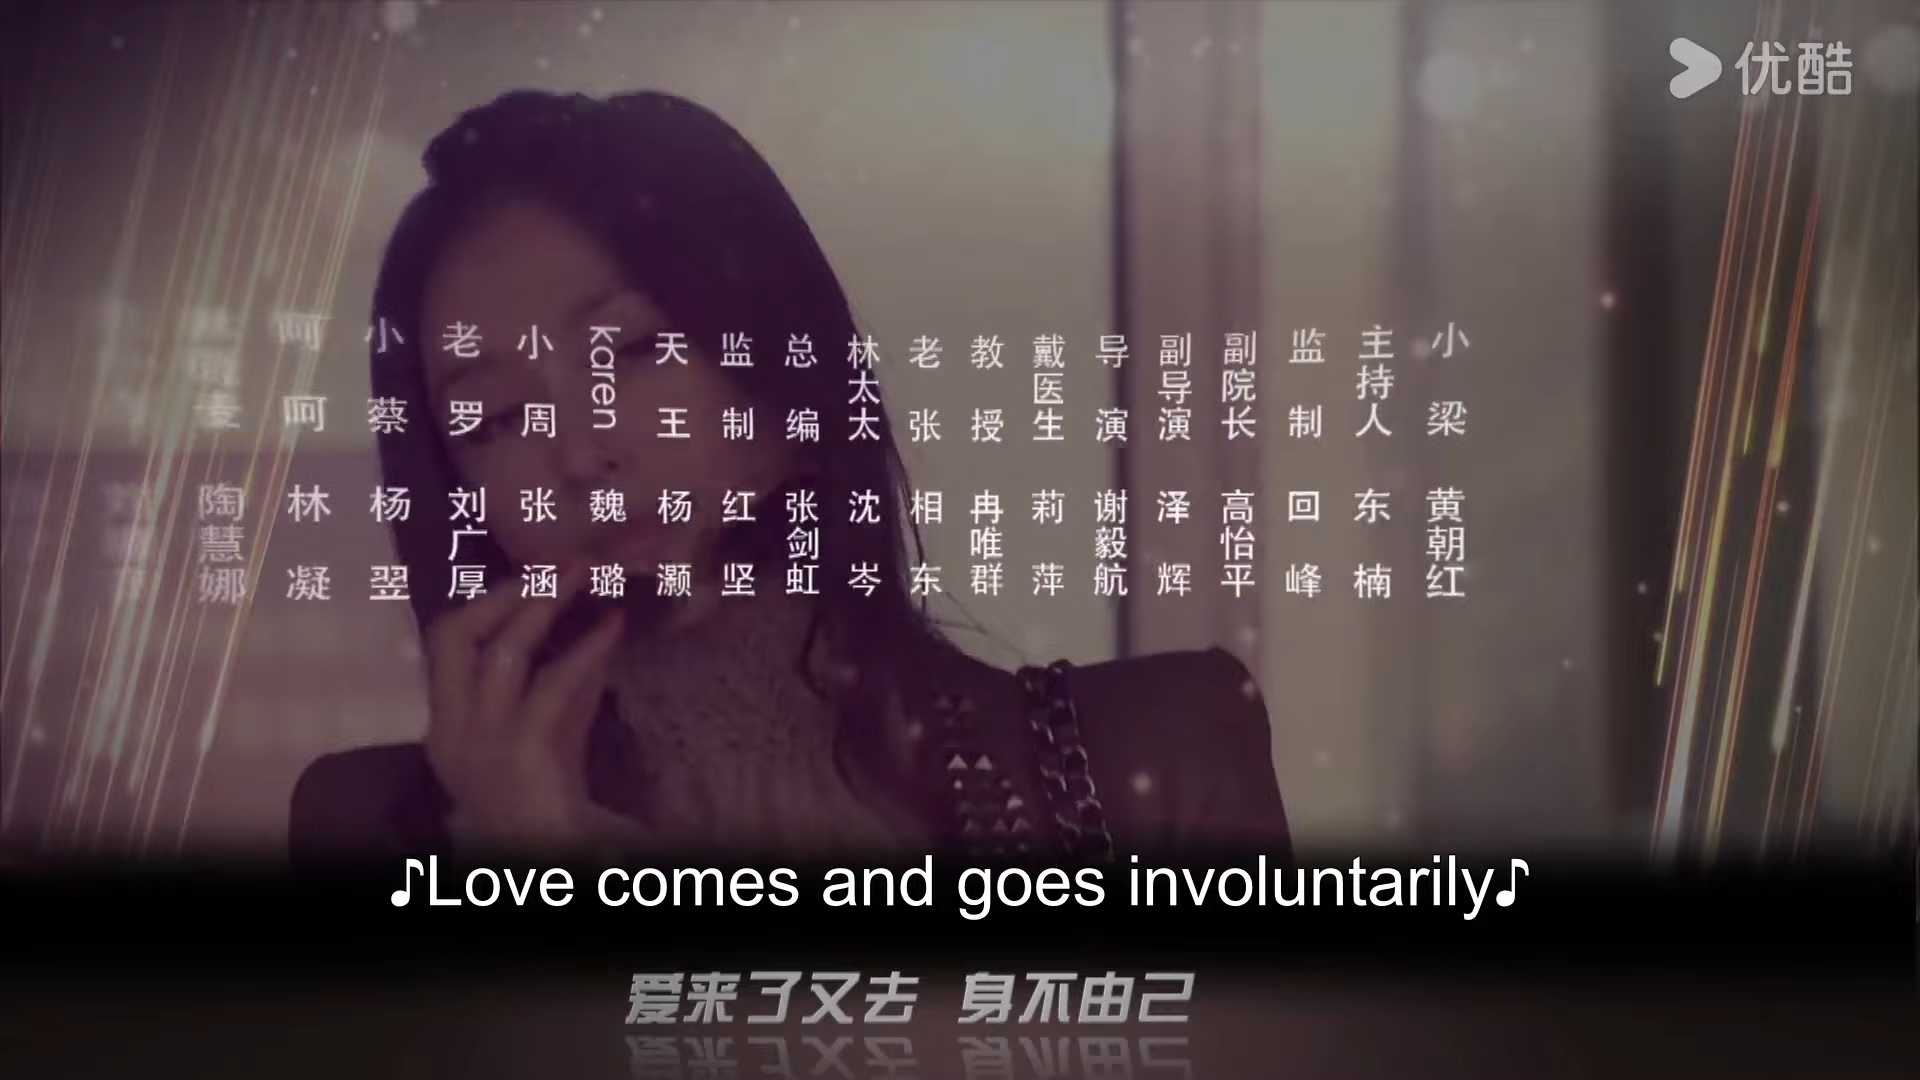 优酷
小梁 黄朝红
主持人 东楠
监制 回峰
副院长 高怡平
副导演 泽辉
导演 谢毅航
戴医生 莉萍
教授 冉唯群
老张 相东
林太太 沈岑
总编 张剑虹
监制 红坚
天王 杨灏
karen 魏璐
小周 张涵
老罗 刘广厚
小蔡 杨翌
呵呵 林凝
麦 陶慧娜
♪Love comes and goes involuntarily♪
爱来了又去 身不由己